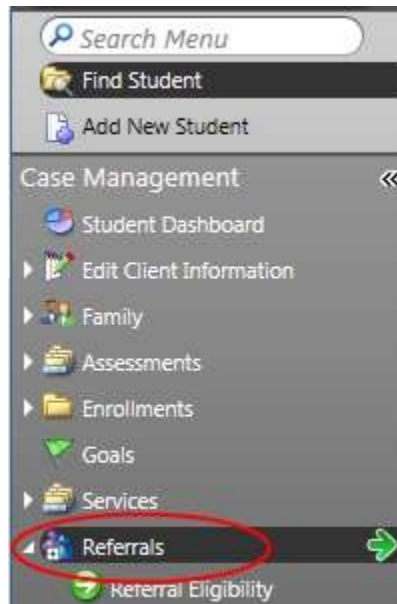 Search Menu
Find Student
Add New Student
Case Management
Student Dashboard
Edit Client Information
Family
Assessments
Enrollments
Goals
Services
Referrals
Referral Eligibility